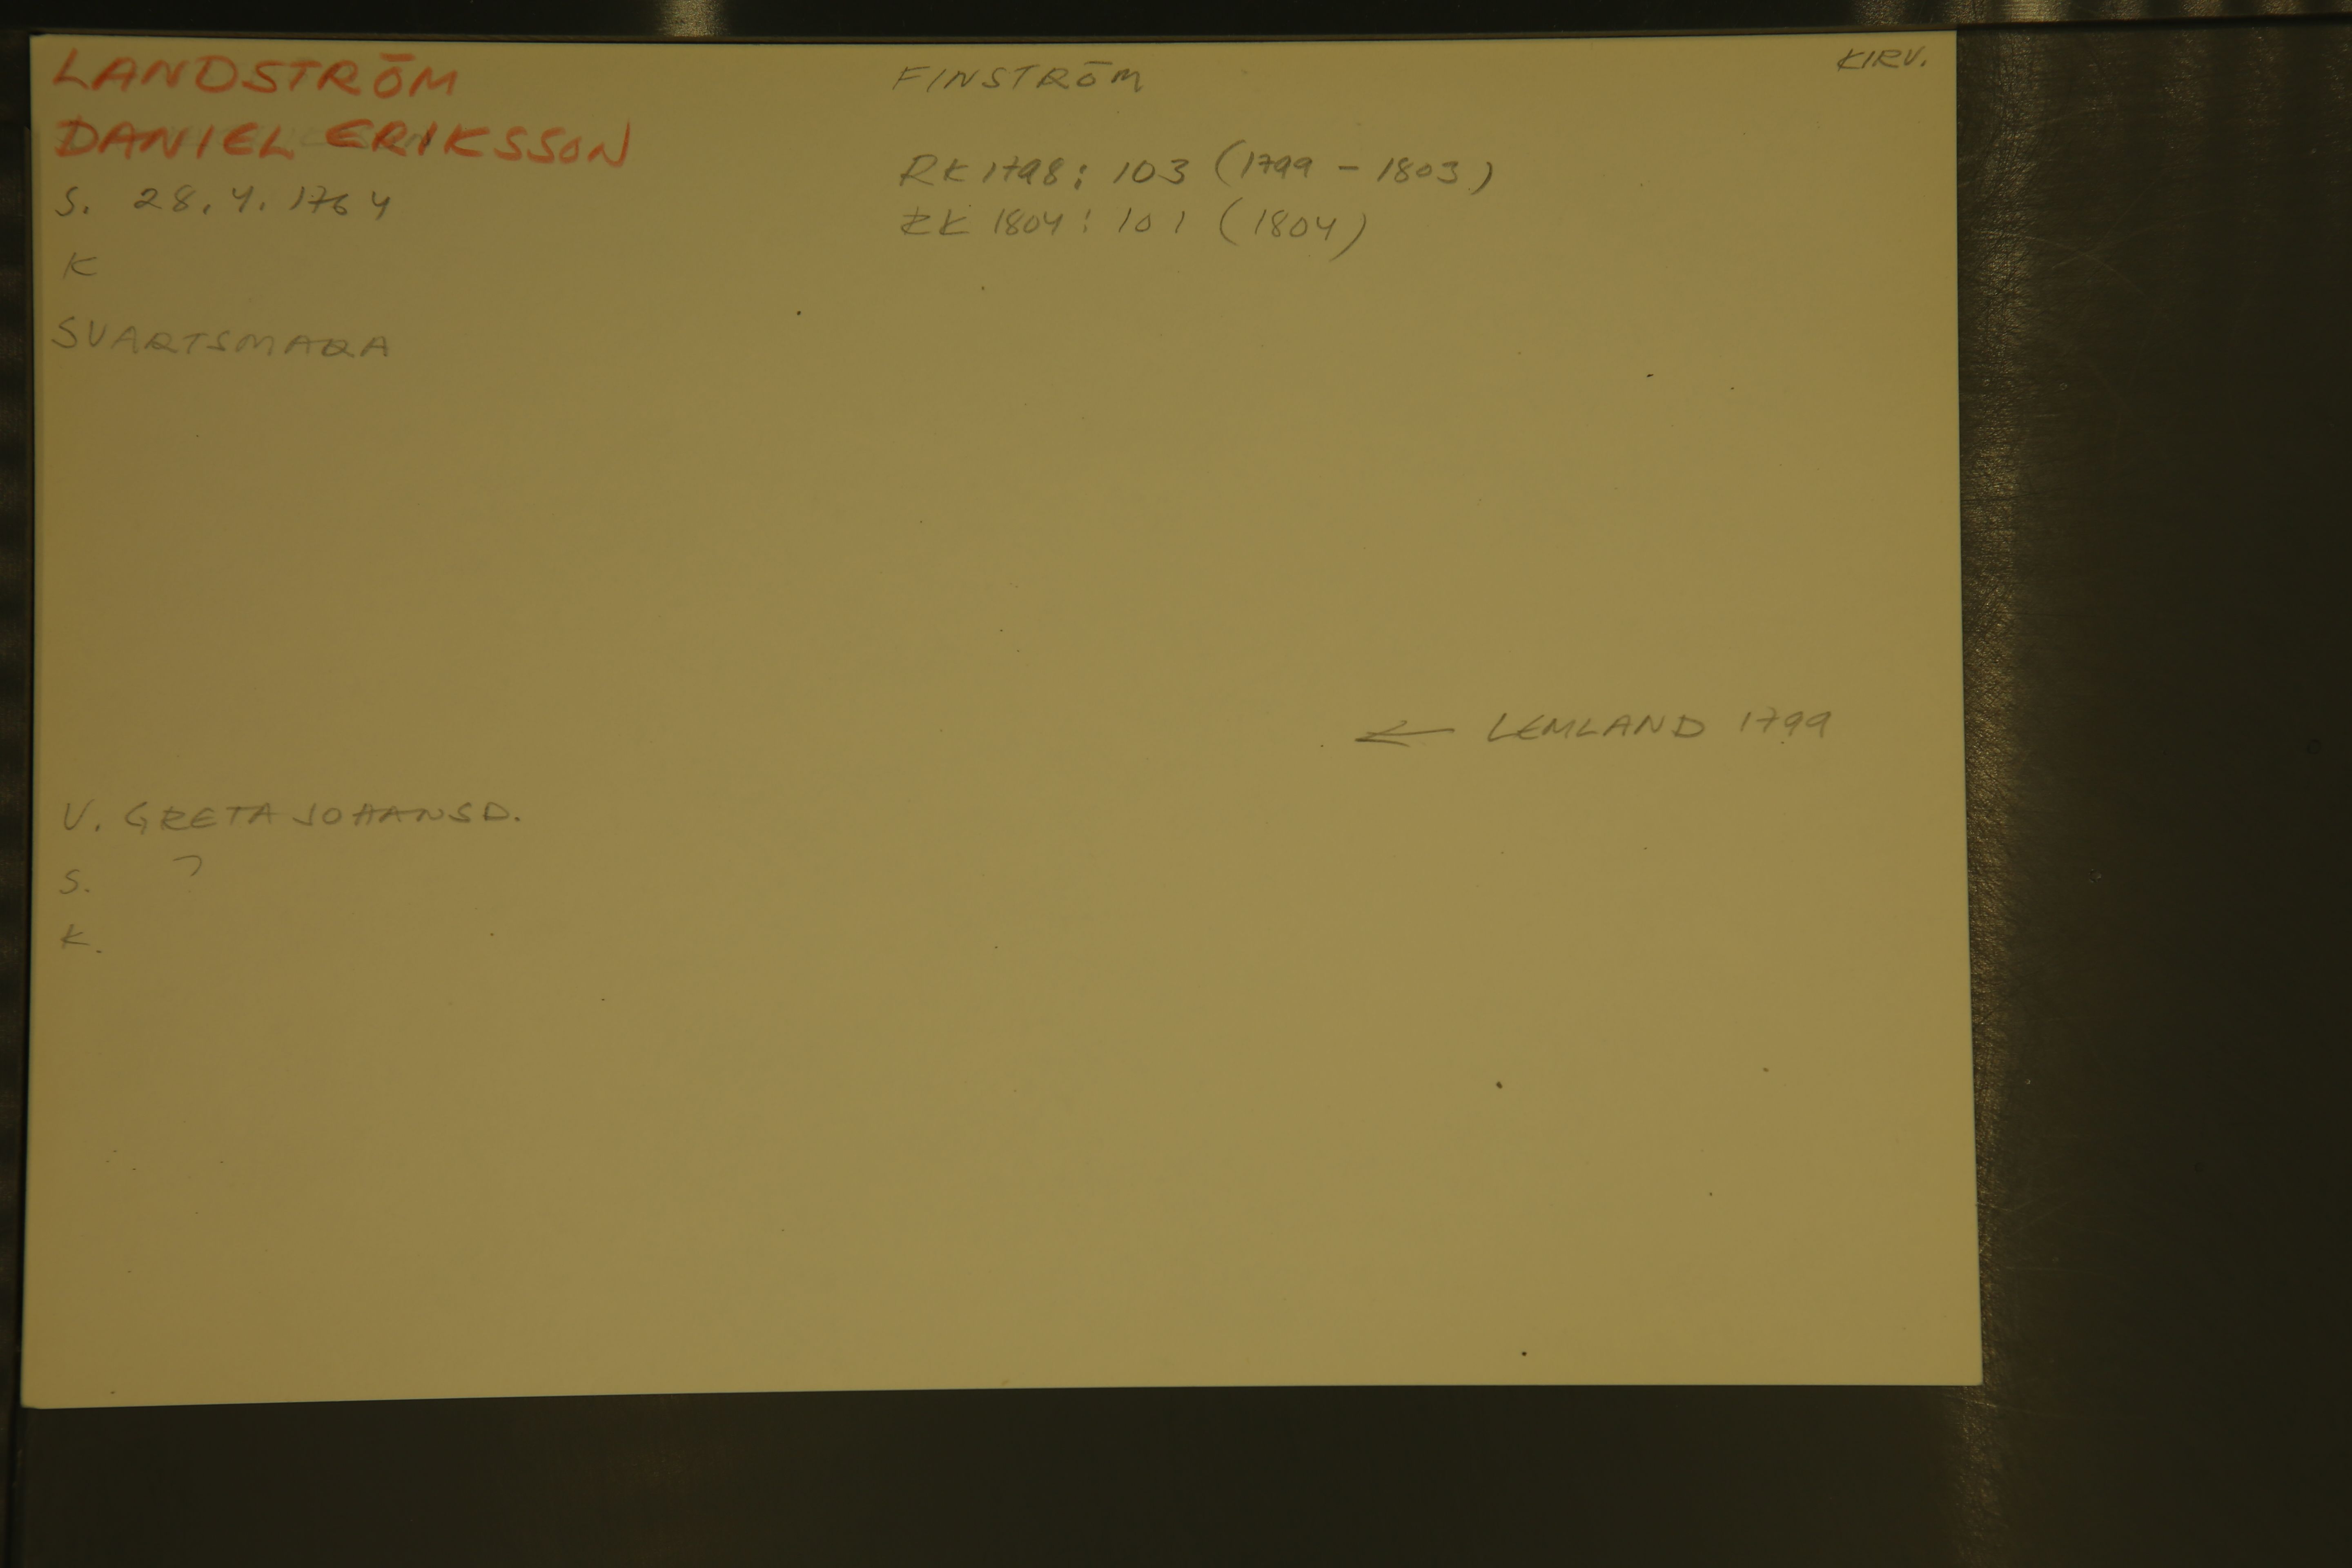 LANDSTRÖM
DANIEL ERIKSSON
S. 28.4.1764
K
SVARTSMARA
FINSTRÖM
KIRV.
RK 1798: 103 (1799 - 1803)
RK 1804: 101 (1804)
← LEMLAND 1799
V. GRETA JOHANSD.
S. ?
K.